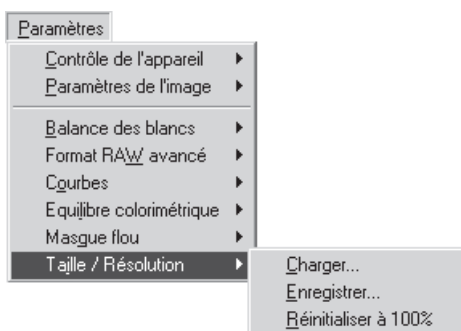 Paramètres
Contrôle de l'appareil
Paramètres de l'image
Balance des blancs
Format RAW avancé
Courbes
Equilibre colorimétrique
Masgue flou
Taille / Résolution
Charger...
Enregistrer...
Réinitialiser à 100%